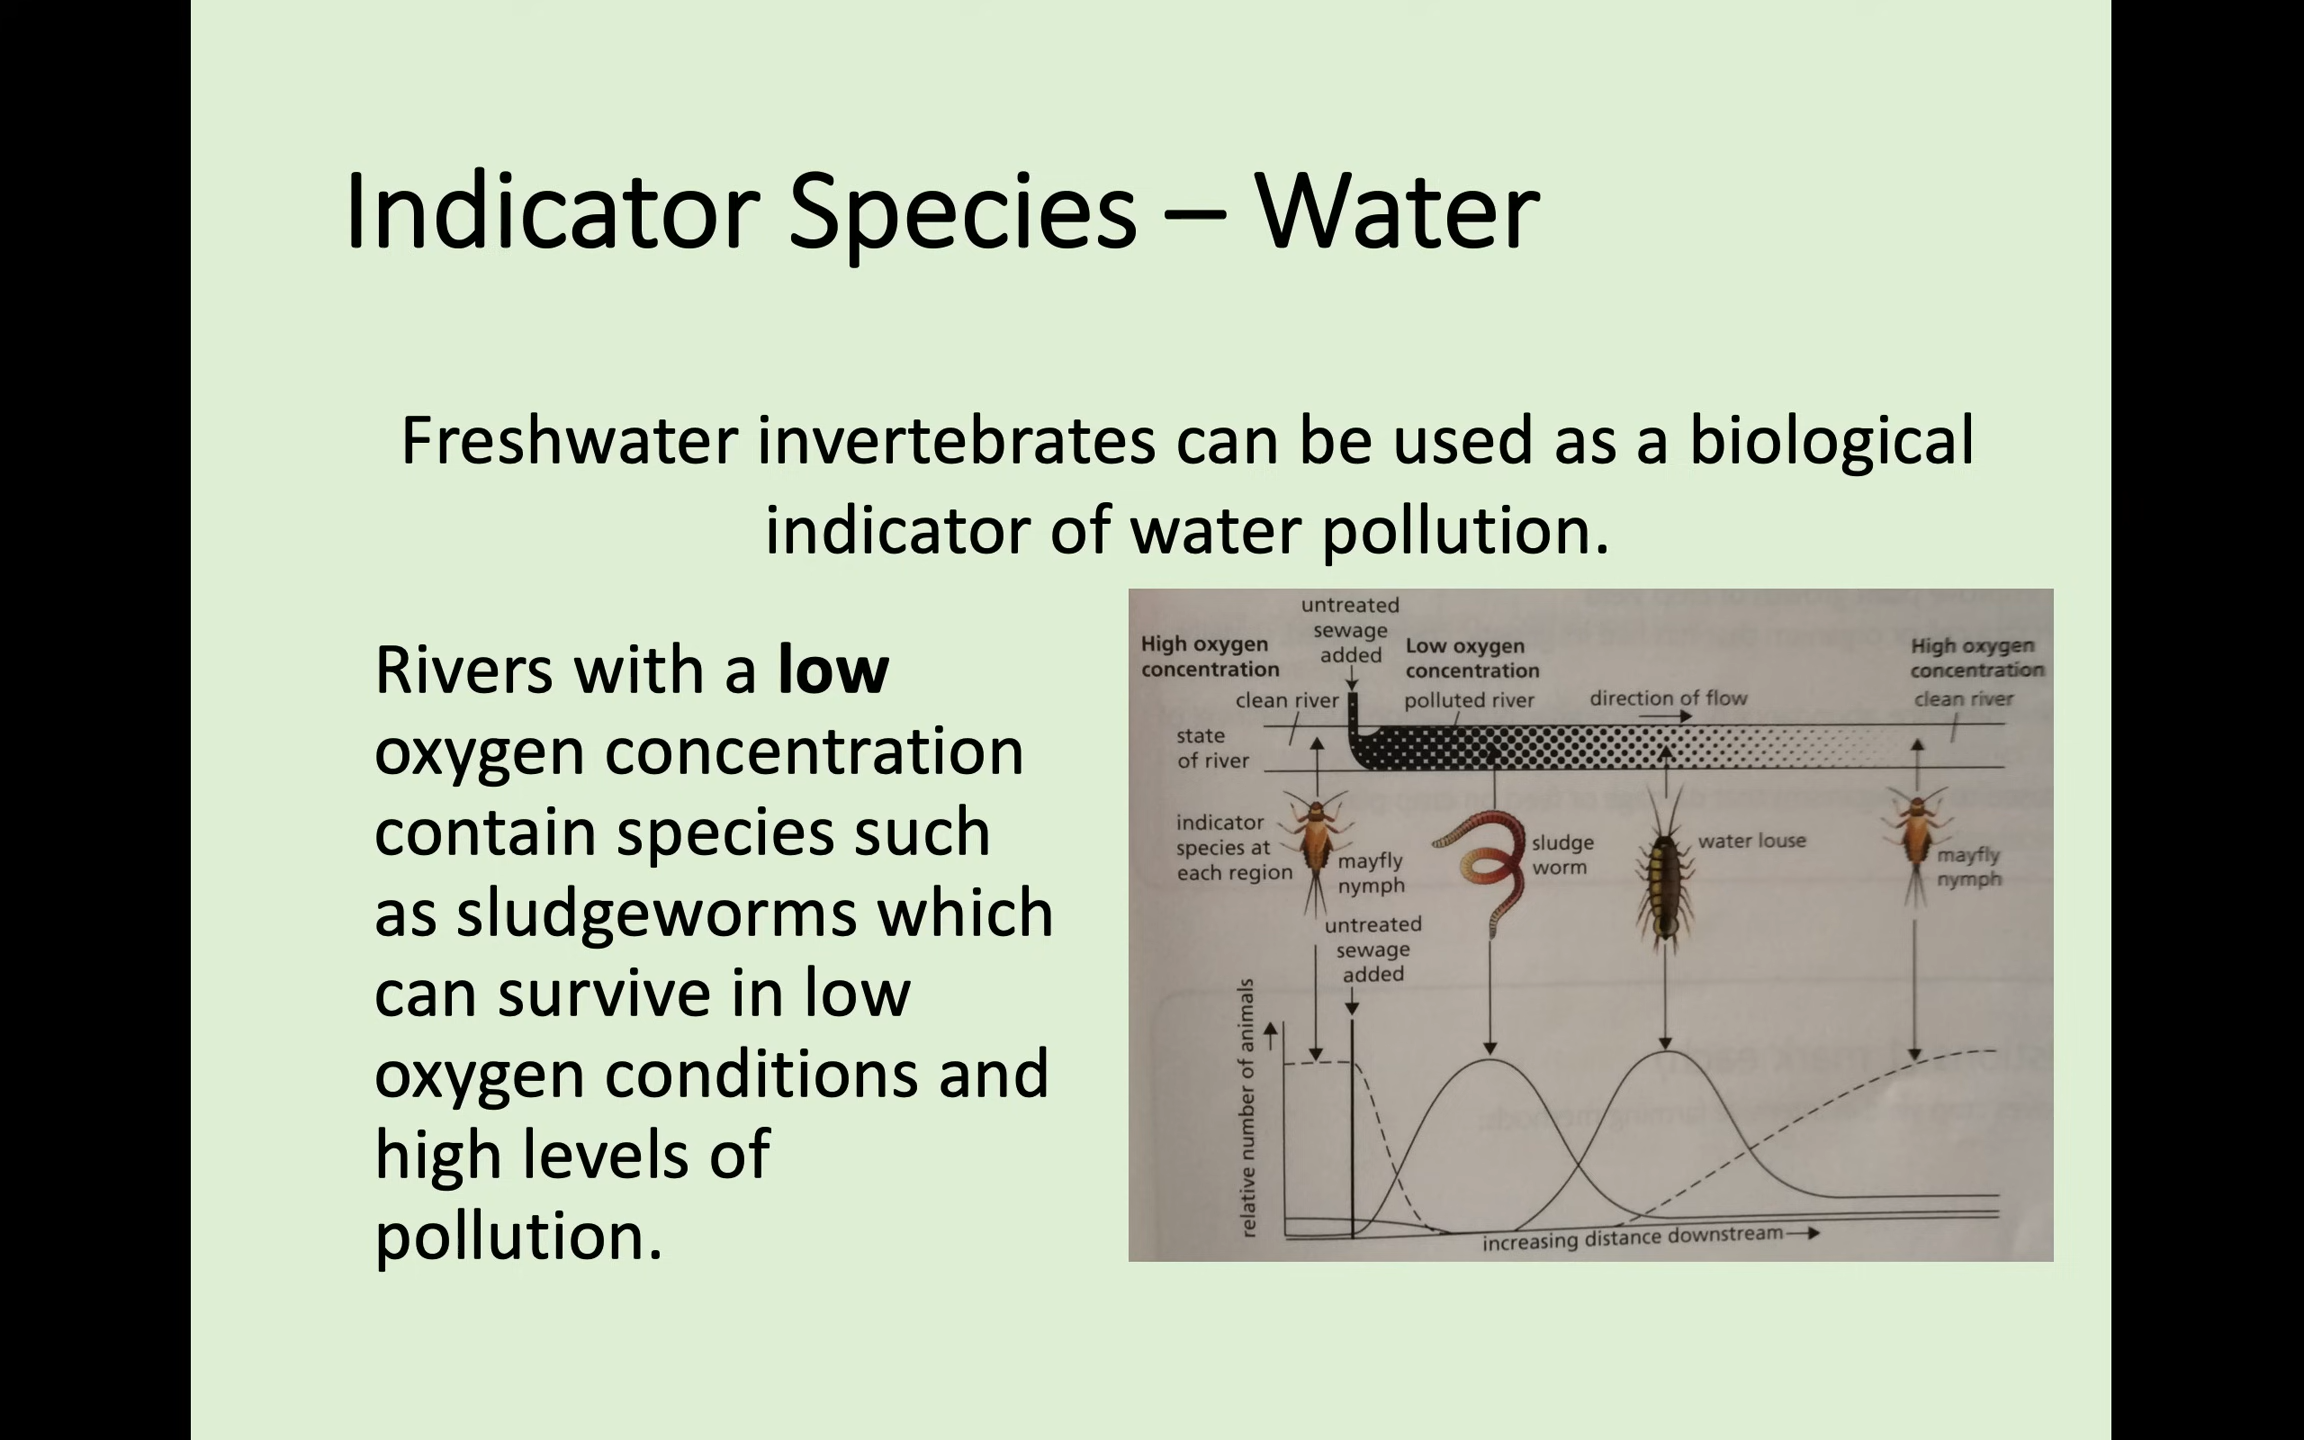 Indicator Species – Water
Freshwater invertebrates can be used as a biological
indicator of water pollution.
Rivers with a low
oxygen concentration
contain species such
as sludgeworms which
can survive in low
oxygen conditions and
high levels of
pollution.
untreated
sewage
added
High oxygen
concentration
Low oxygen
concentration
High oxygen
concentration
clean river
polluted river
direction of flow
clean river
state
of river
indicator
species at
each region
mayfly
nymph
sludge
worm
water louse
mayfly
nymph
untreated
sewage
added
relative number of animals
increasing distance downstream